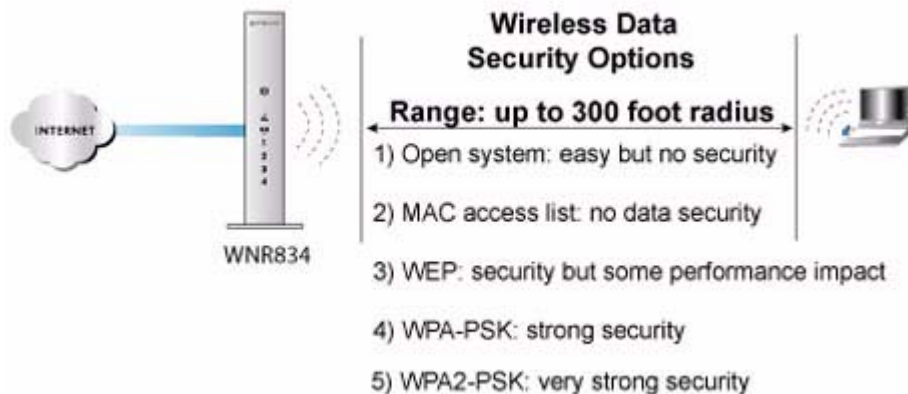 Wireless Data
Security Options
Range: up to 300 foot radius
INTERNET
1) Open system: easy but no security
2) MAC access list: no data security
WNR834
3) WEP: security but some performance impact
4) WPA-PSK: strong security
5) WPA2-PSK: very strong security